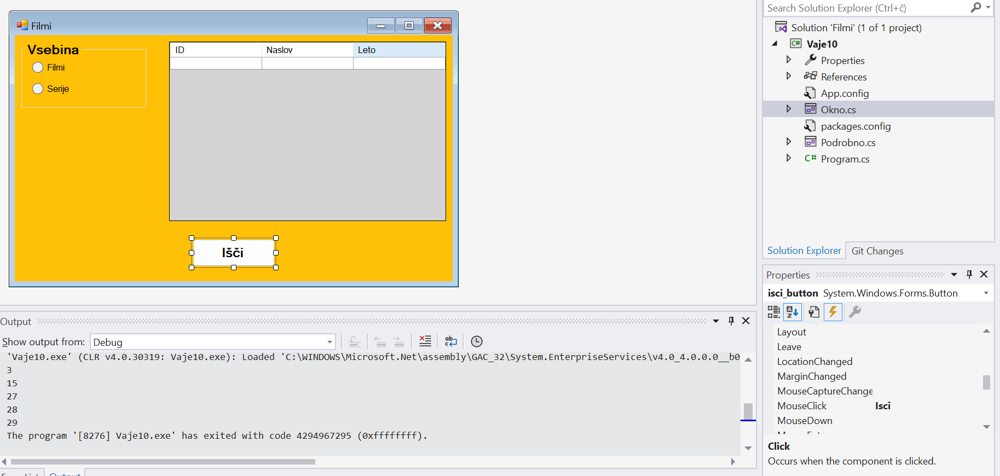 Filmi
Vsebina
Filmi
Serije
ID Naslov Leto
Išči
Output
Show output from: Debug
'Vaje10.exe' (CLR v4.0.30319: Vaje10.exe): Loaded 'C:\WINDOWS\Microsoft.Net\assembly\GAC_32\System.EnterpriseServices\v4.0_4.0.0.0__b0
3
15
27
28
29
The program '[8276] Vaje10.exe' has exited with code 4294967295 (0xffffffff).
Output
Search Solution Explorer (Ctrl+č)
Solution 'Filmi' (1 of 1 project)
C# Vaje10
Properties
References
App.config
Okno.cs
packages.config
Podrobno.cs
C# Program.cs
Solution Explorer Git Changes
Properties
isci_button System.Windows.Forms.Button
Layout
Leave
LocationChanged
MarginChanged
MouseCaptureChange
MouseClick Isci
MouseDown
Click
Occurs when the component is clicked.